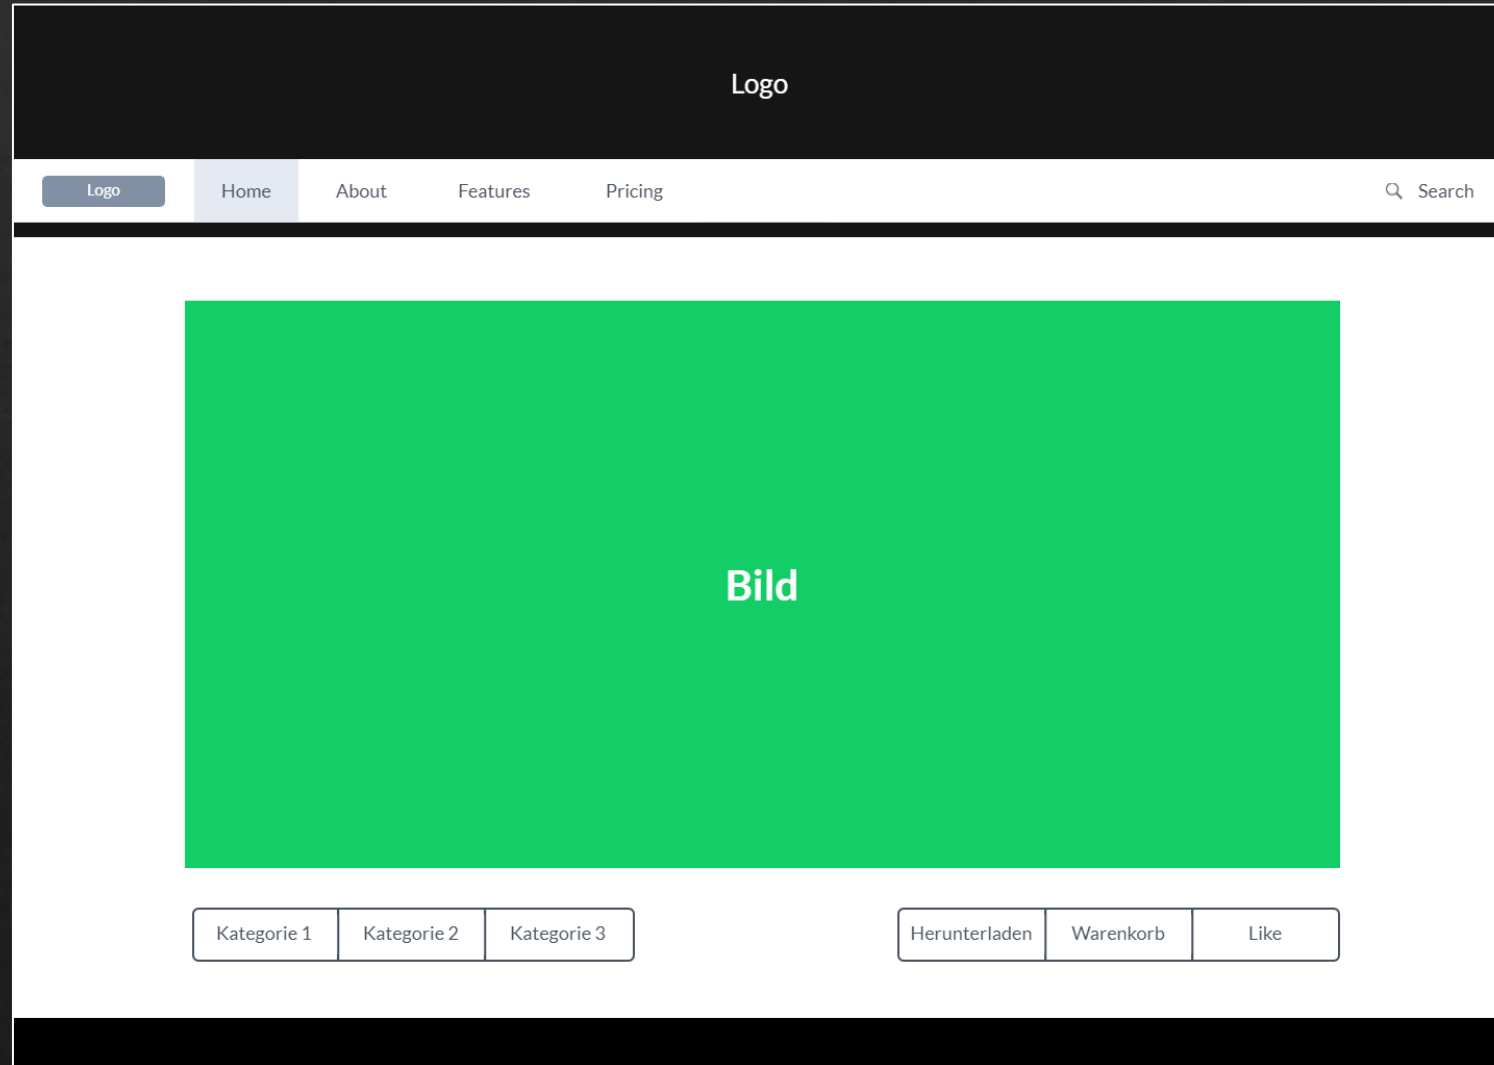 Logo
Logo Home About Features Pricing Search
Bild
Kategorie 1 Kategorie 2 Kategorie 3 Herunterladen Warenkorb Like